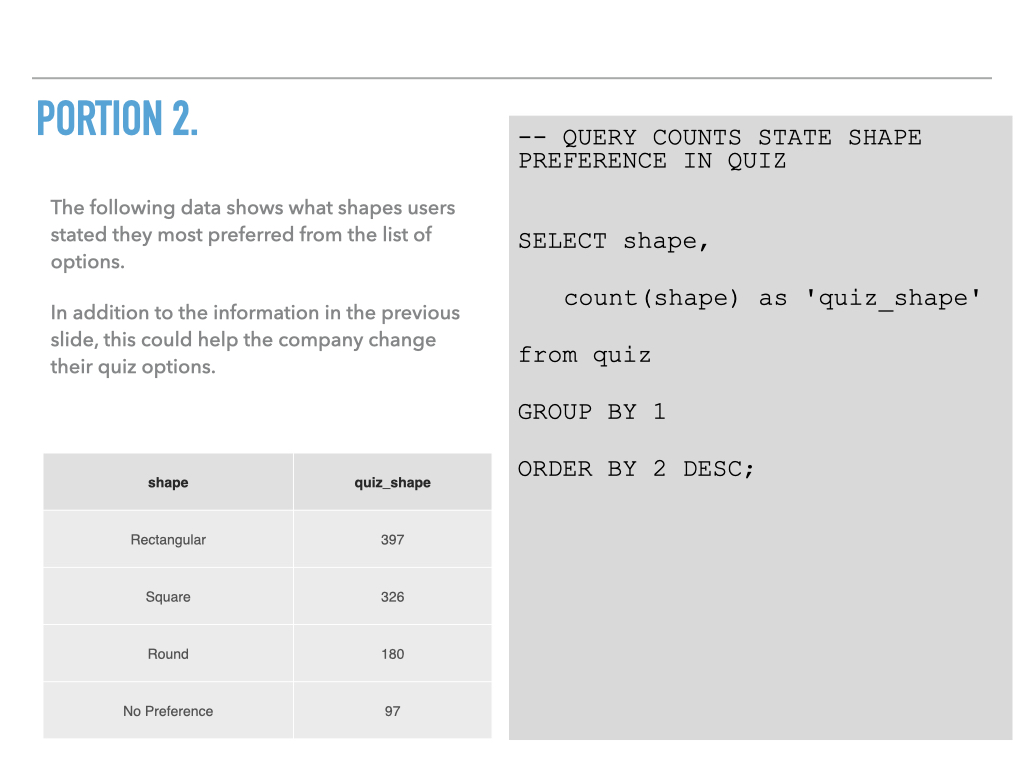 PORTION 2.
The following data shows what shapes users
stated they most preferred from the list of
options.
In addition to the information in the previous
slide, this could help the company change
their quiz options.
shape quiz_shape
Rectangular 397
Square 326
Round 180
No Preference 97
-- QUERY COUNTS STATE SHAPE
PREFERENCE IN QUIZ
SELECT shape,
count(shape) as 'quiz_shape'
from quiz
GROUP BY 1
ORDER BY 2 DESC;